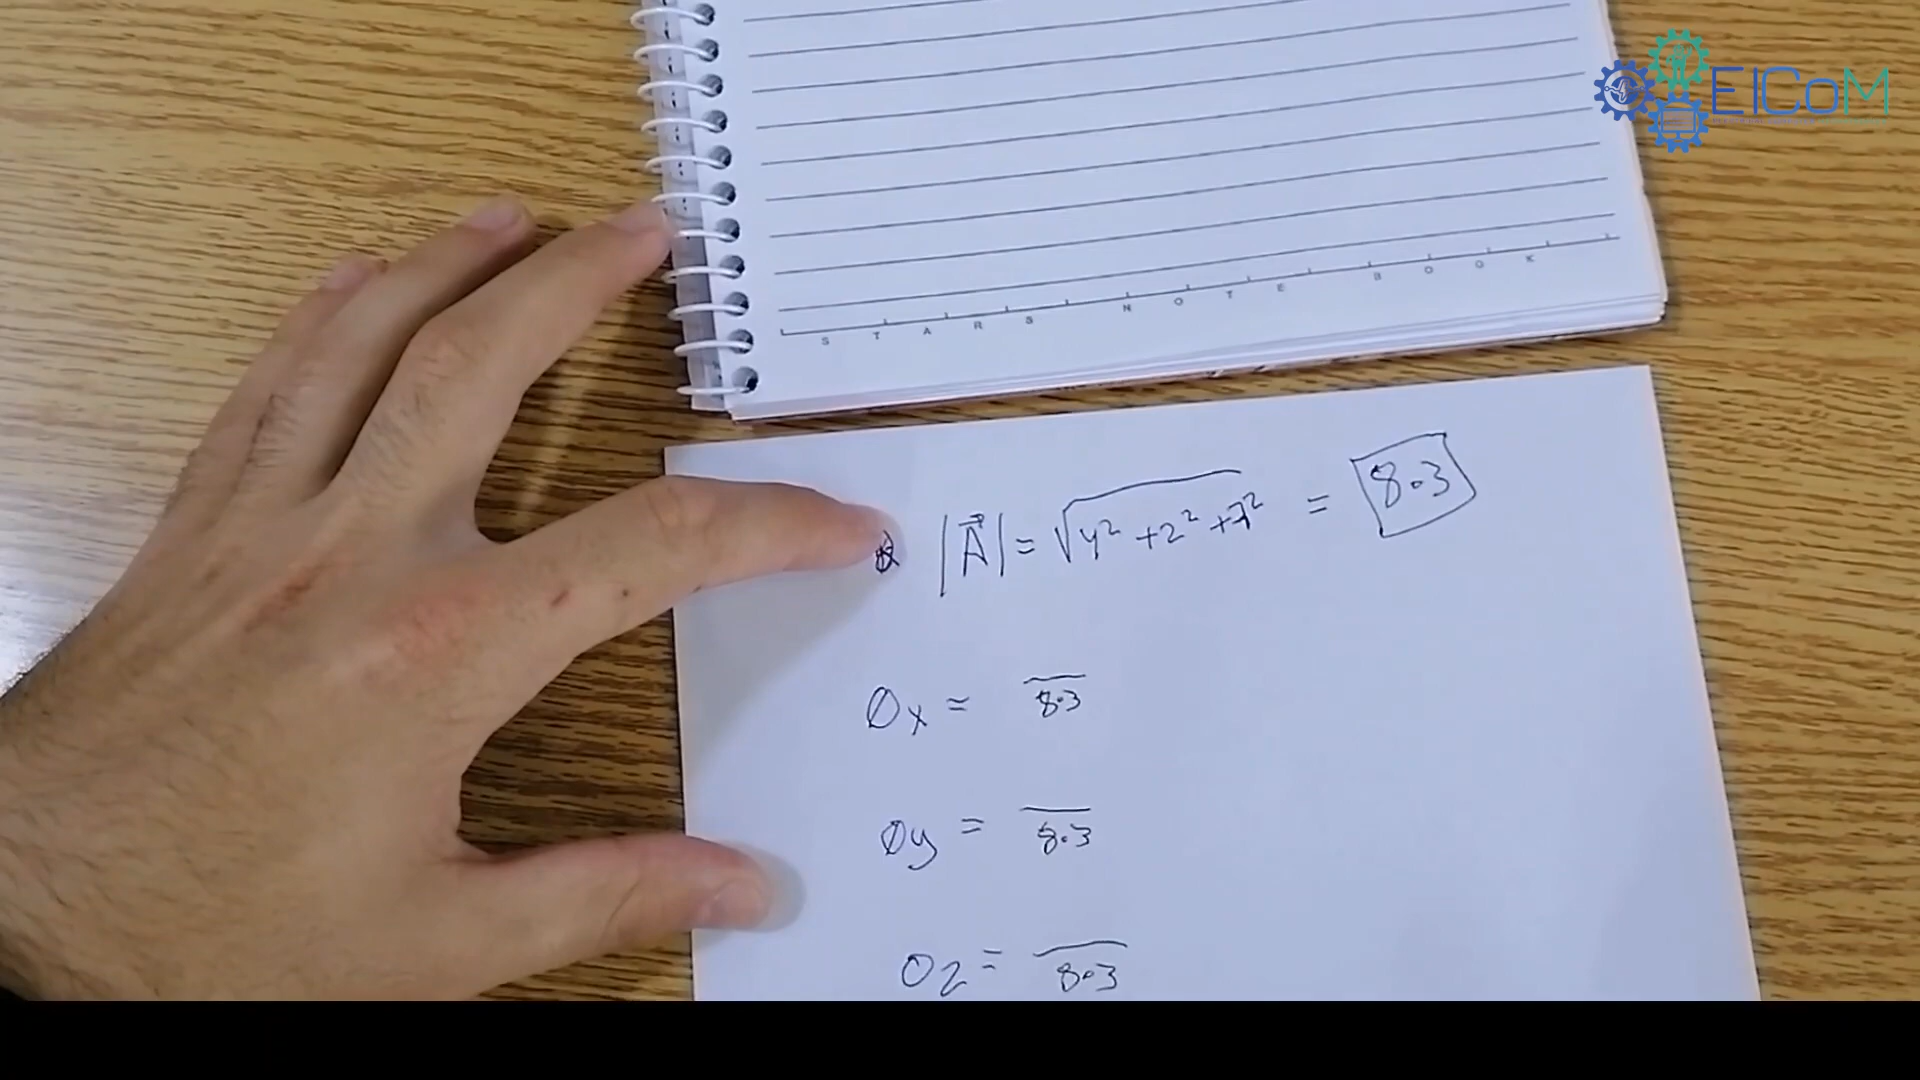 EICoM
S T A R S N O T E B O O K
|A⃗| = √4² + 2² + 7² = 8.3
θx = —/8.3
θy = —/8.3
θz = —/8.3